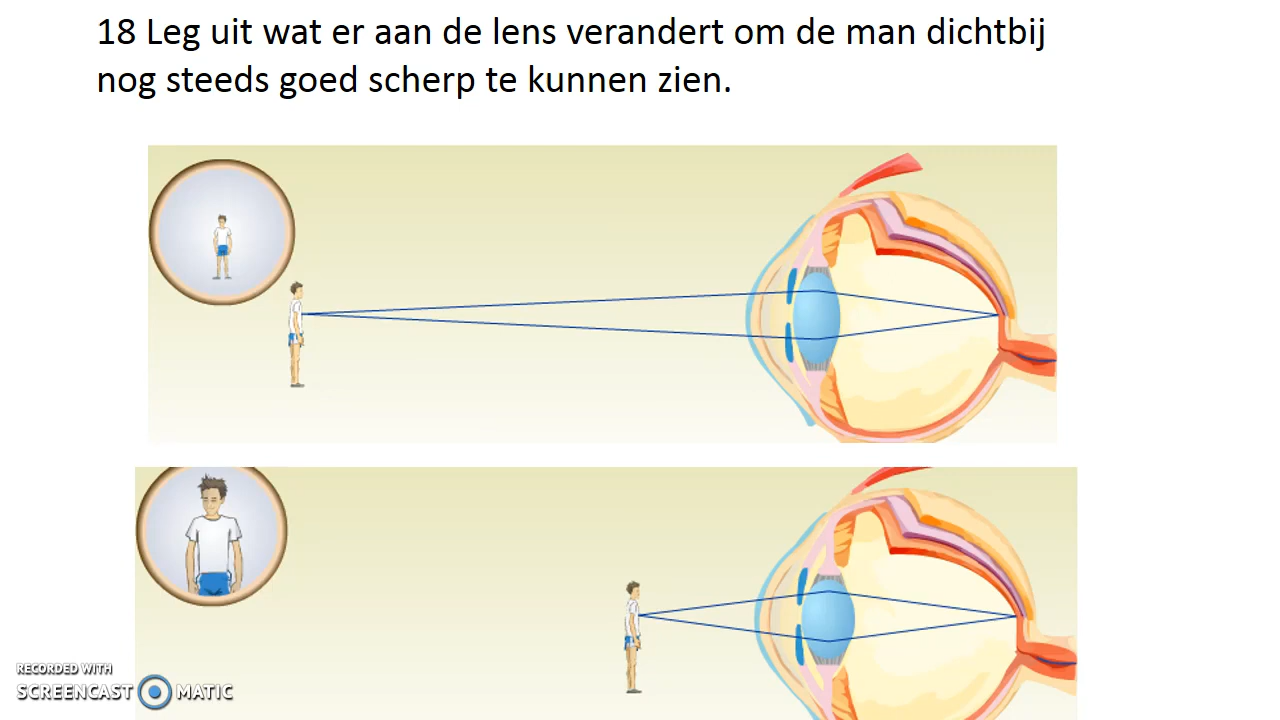 18 Leg uit wat er aan de lens verandert om de man dichtbij
nog steeds goed scherp te kunnen zien.
RECORDED WITH
SCREENCAST MATIC